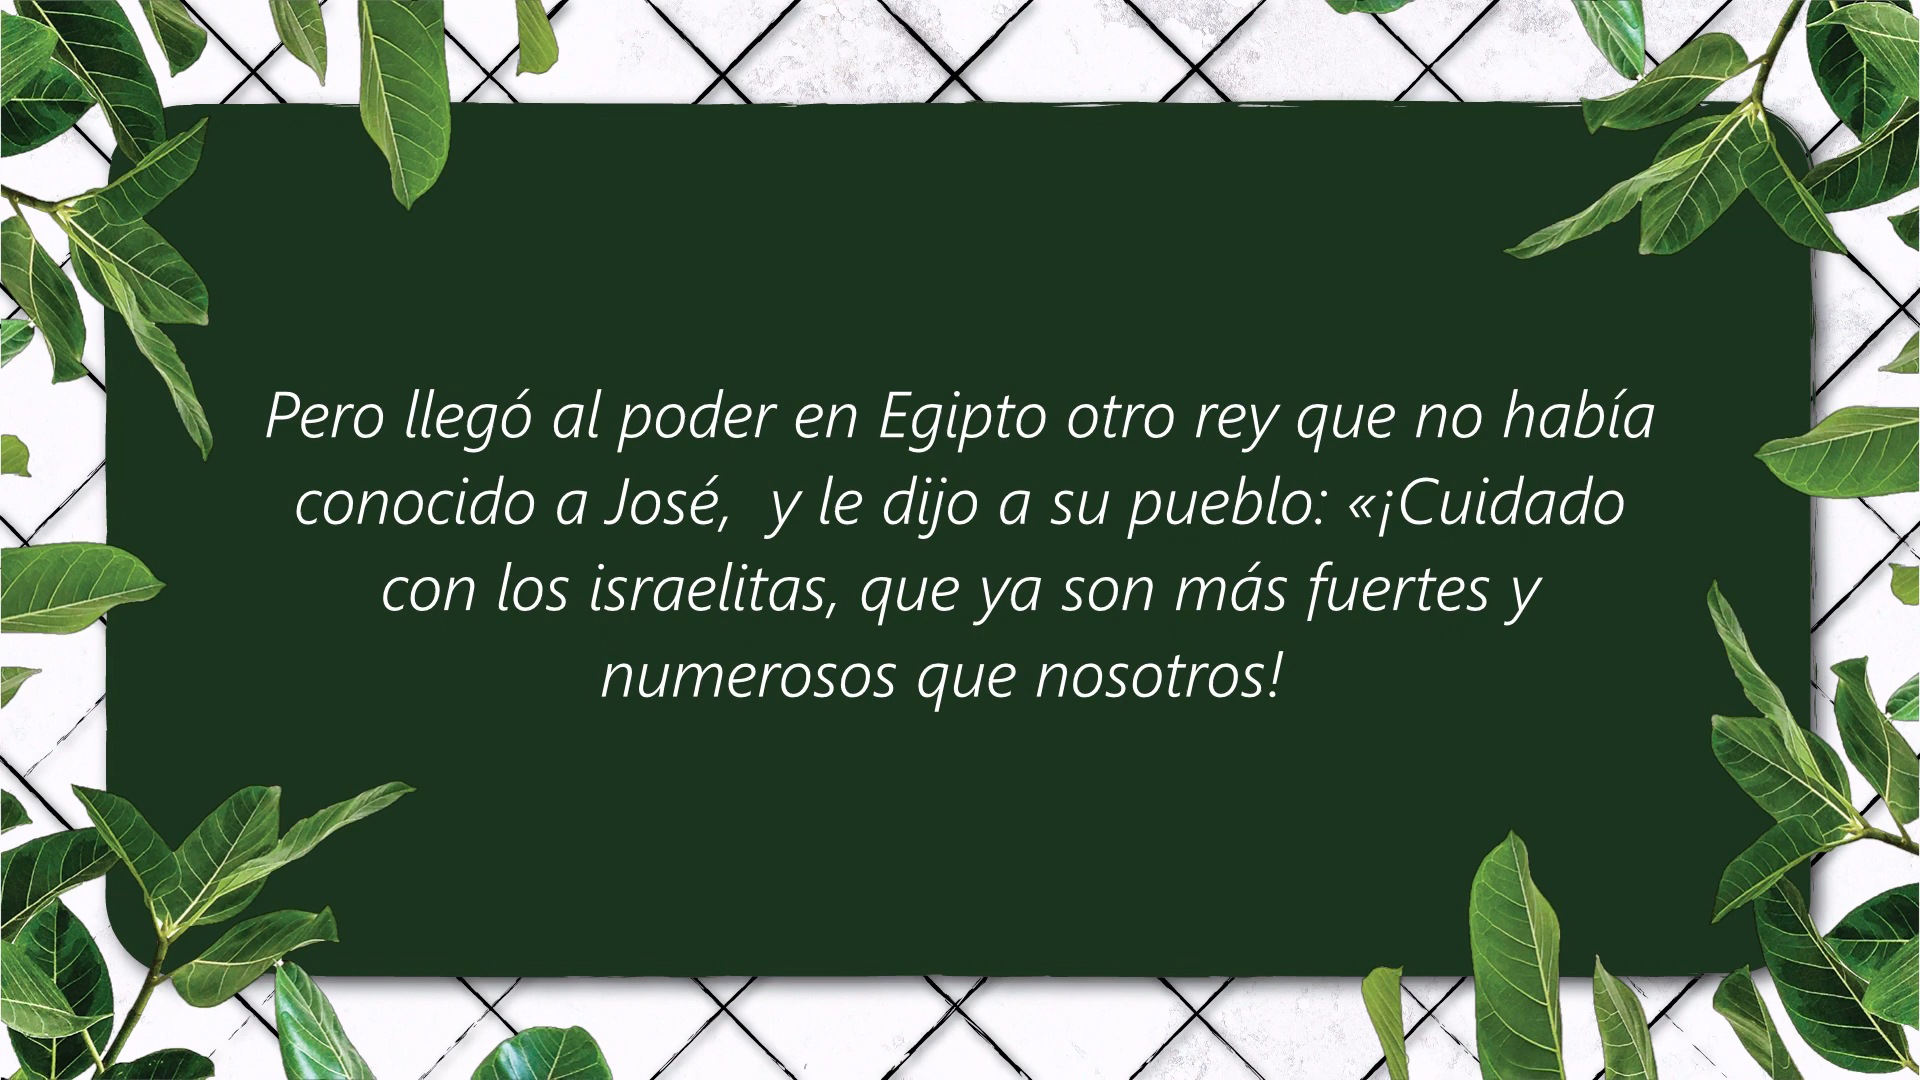 Pero llegó al poder en Egipto otro rey que no había
conocido a José,  y le dijo a su pueblo: «¡Cuidado
con los israelitas, que ya son más fuertes y
numerosos que nosotros!